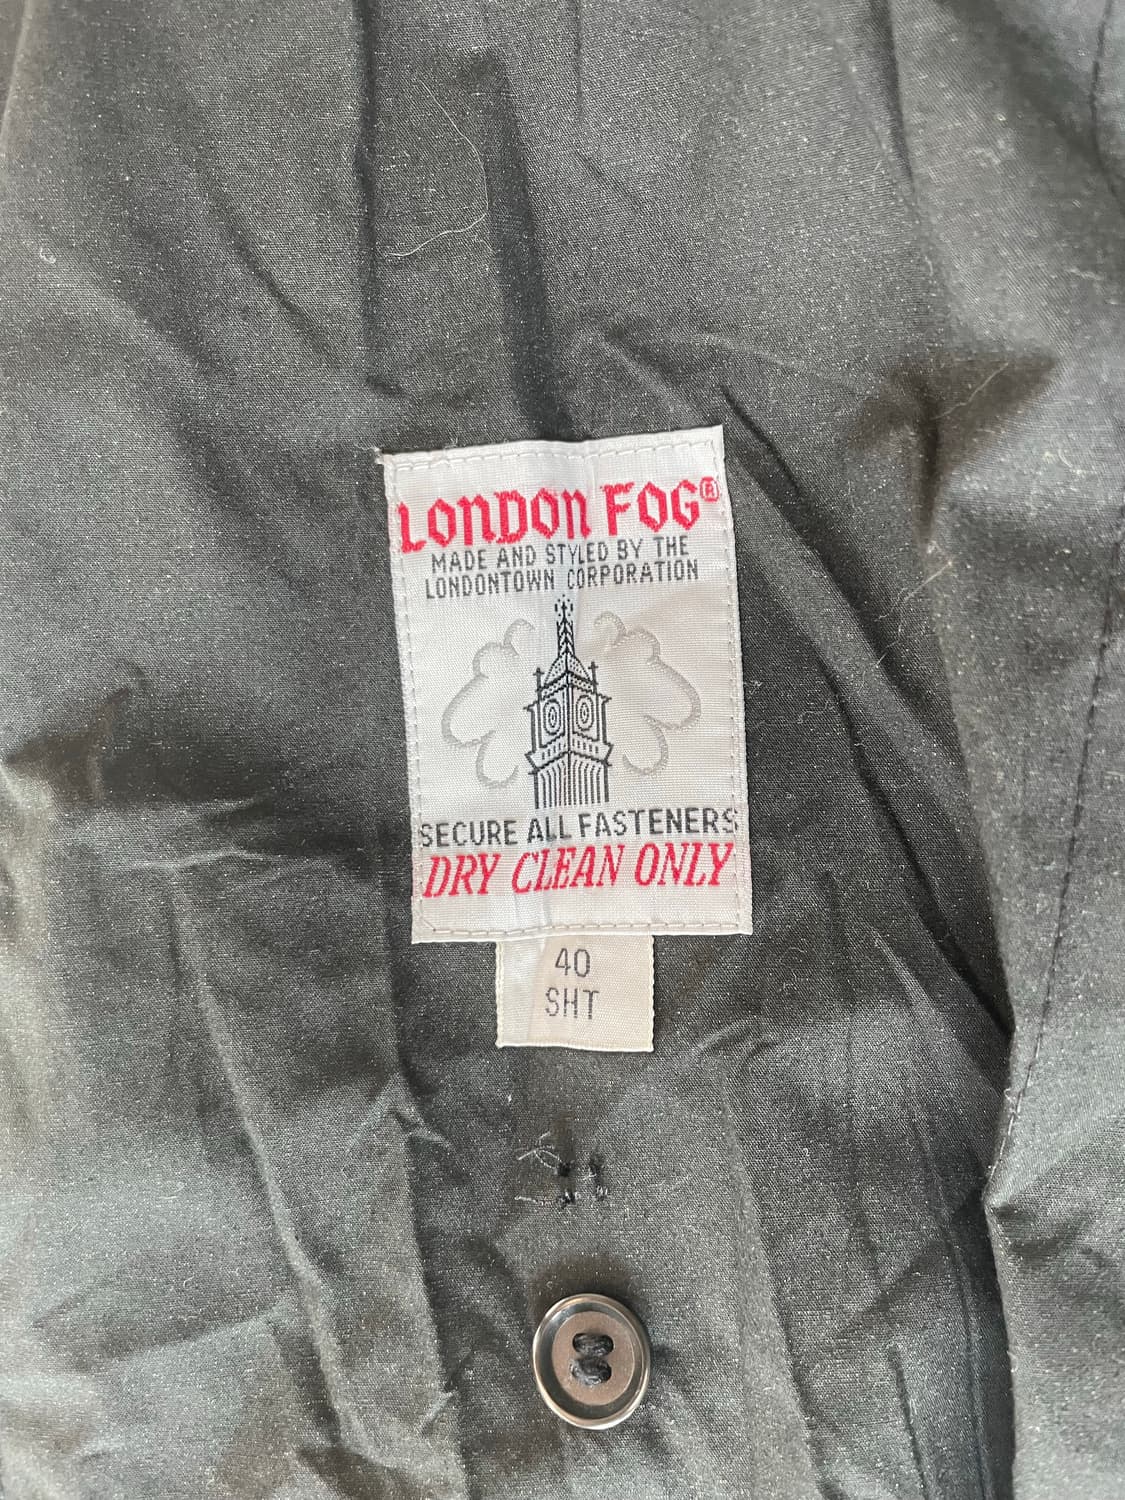 LONDON FOG®
MADE AND STYLED BY THE
LONDONTOWN CORPORATION
SECURE ALL FASTENERS
DRY CLEAN ONLY
40
SHT